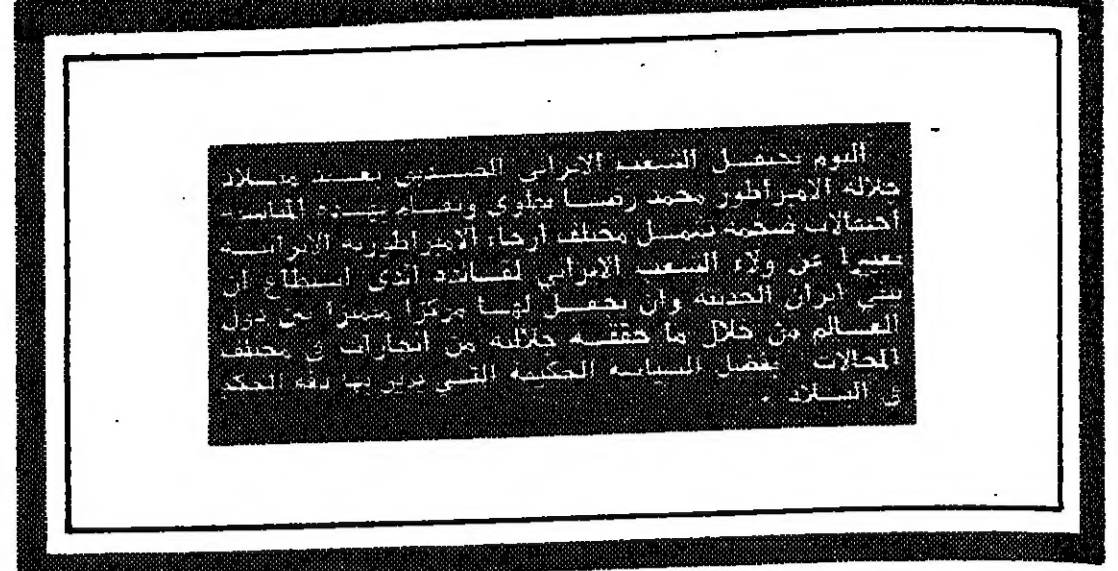 اليوم يحتفل الشعب الايراني الصديق بعيد ميلاد
جلالة الامبراطور محمد رضا بهلوي وتقام بهذه المناسبة
احتفالات ضخمة تشمل مختلف ارجاء الامبراطورية الايرانية
تعبيرا عن ولاء الشعب الايراني لقائده الذي استطاع ان
يبني ايران الحديثة وان يجعل لها مركزا مميزا بين دول
العالم من خلال ما حققه جلالته من انجازات في مختلف
المجالات بفضل السياسة الحكيمة التي يدير بها دفة الحكم
في البلاد .